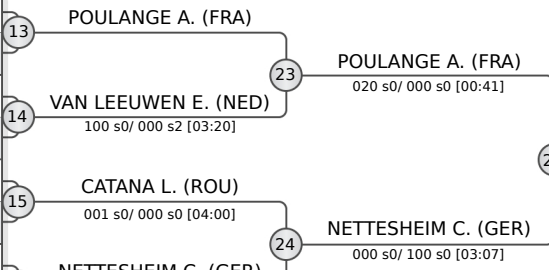 POULANGE A. (FRA)
13
23
POULANGE A. (FRA)
020 s0/ 000 s0 [00:41]
VAN LEEUWEN E. (NED)
14
100 s0/ 000 s2 [03:20]
CATANA L. (ROU)
15
001 s0/ 000 s0 [04:00]
NETTESHEIM C. (GER)
24
000 s0/ 100 s0 [03:07]
NETTESHEIM C. (GER)